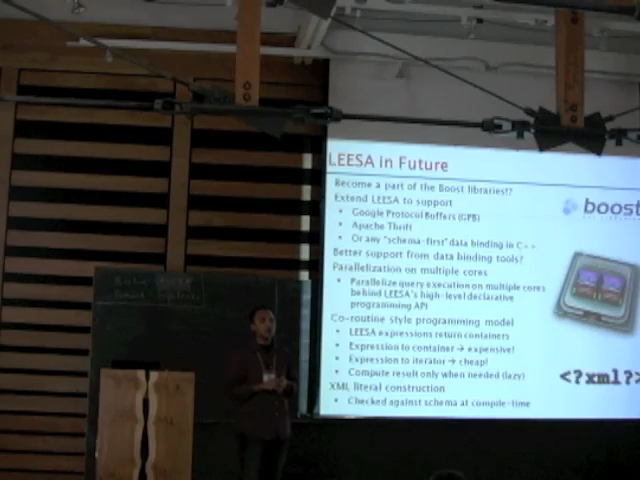 LEESA in Future
Become a part of the Boost libraries!?
Extend LEESA to support
• Google Protocol Buffers (GPB)
• Apache Thrift
• Or any "schema-first" data binding in C++
Better support from data binding tools?
Parallelization on multiple cores
• Parallelize query execution on multiple cores
behind LEESA's high-level declarative
programming API
Co-routine style programming model
• LEESA expressions return containers
• Expression to container → expensive!
• Expression to iterator → cheap!
• Compute result only when needed (lazy)
XML literal construction
• Checked against schema at compile-time
boost
<?xml?>